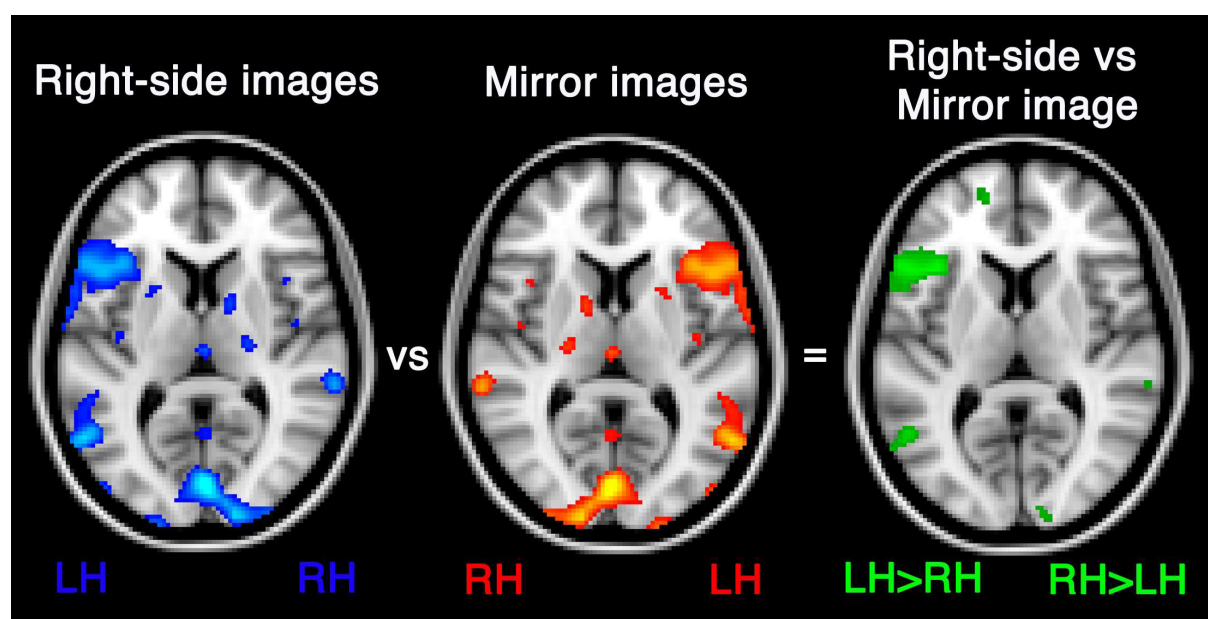 Right-side images
Mirror images
Right-side vs
Mirror image
vs
=
LH
RH
RH
LH
LH>RH
RH>LH